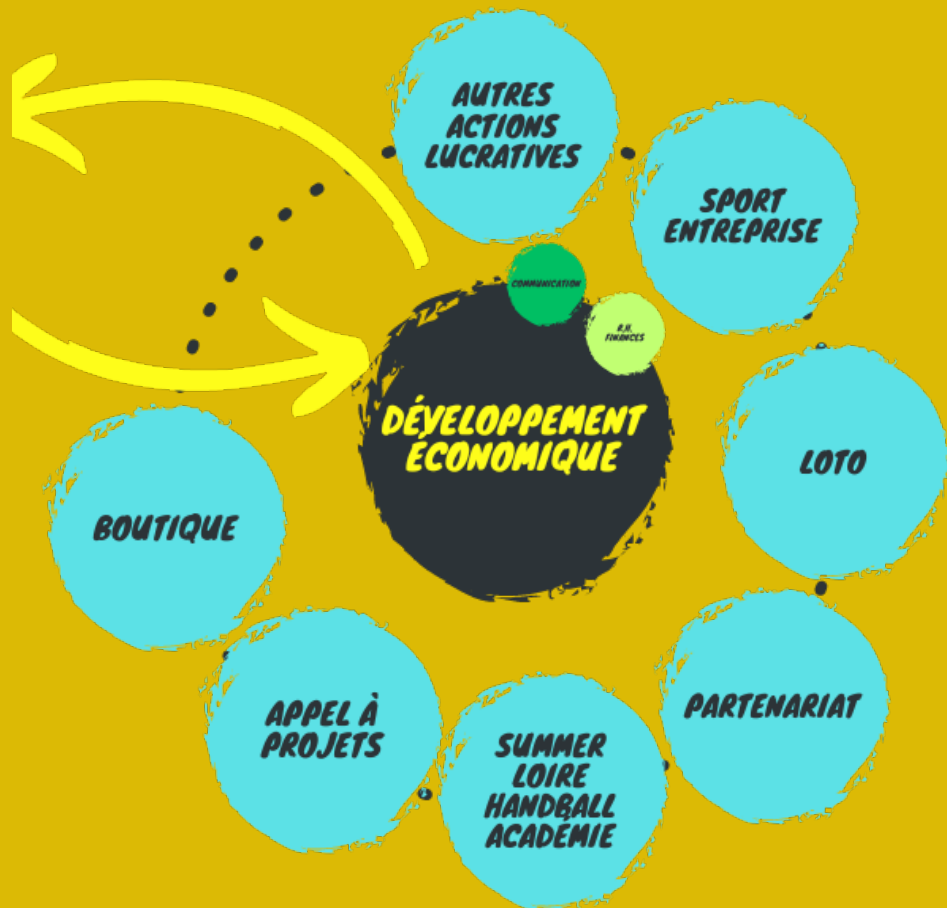 AUTRES
ACTIONS
LUCRATIVES
SPORT
ENTREPRISE
COMMUNICATION
R.H.
FINANCES
DÉVELOPPEMENT
ÉCONOMIQUE
LOTO
BOUTIQUE
PARTENARIAT
APPEL À
PROJETS
SUMMER
LOIRE
HANDBALL
ACADÉMIE